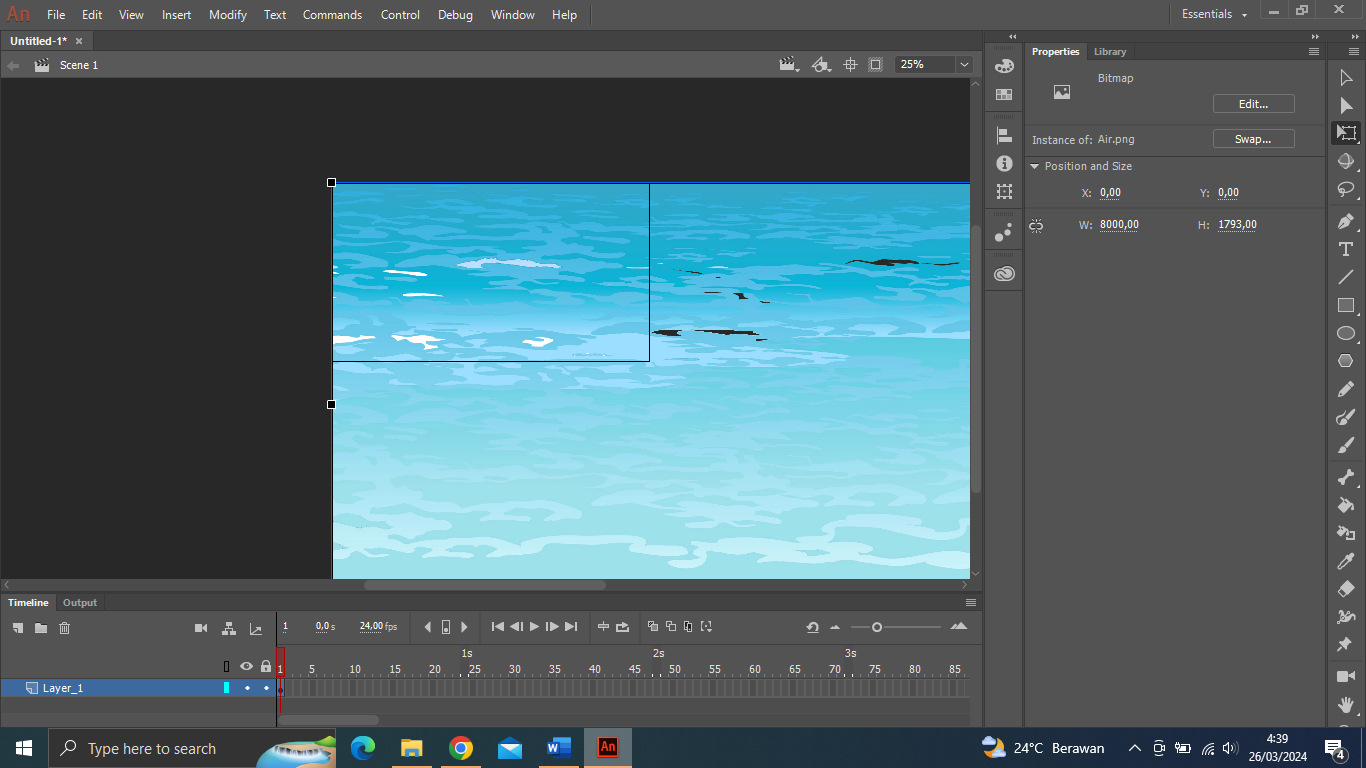 An File Edit View Insert Modify Text Commands Control Debug Window Help Essentials
Untitled-1* ×
Scene 1 25%
Properties Library
Bitmap
Edit...
Instance of: Air.png Swap...
Position and Size
X: 0,00 Y: 0,00
W: 8000,00 H: 1793,00
Timeline Output
1 0,0 s 24,00 fps
1s 2s 3s
1 5 10 15 20 25 30 35 40 45 50 55 60 65 70 75 80 85
Layer_1
Type here to search
An
24°C Berawan
4:39
26/03/2024
4